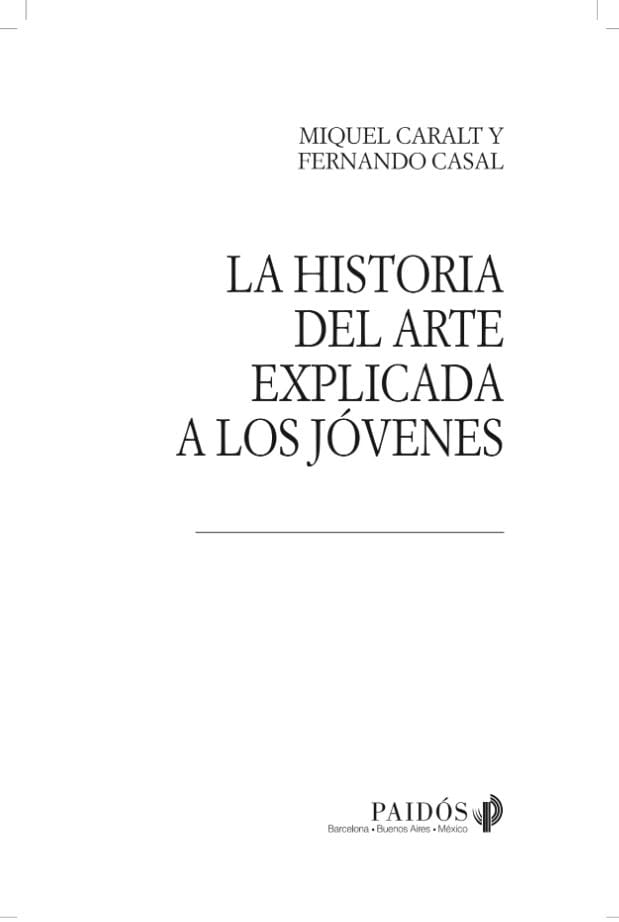 MIQUEL CARALT Y
FERNANDO CASAL
LA HISTORIA
DEL ARTE
EXPLICADA
A LOS JÓVENES
PAIDÓS
Barcelona • Buenos Aires • México